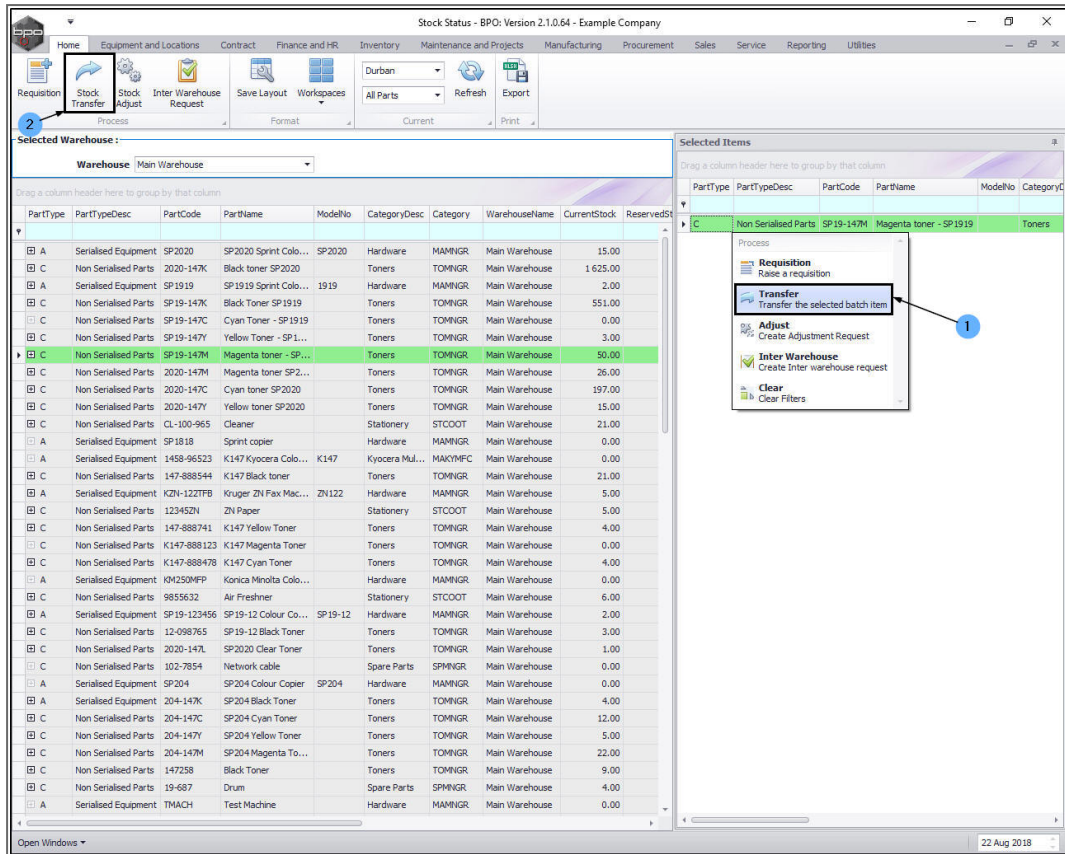 Stock Status - BPO: Version 2.1.0.64 - Example Company
bpo
Home Equipment and Locations Contract Finance and HR Inventory Maintenance and Projects Manufacturing Procurement Sales Service Reporting Utilities
Requisition
Stock Transfer
Stock Adjust
Inter Warehouse Request
Save Layout
Workspaces
Durban
All Parts
Refresh
XLSX
Export
Process Format Current Print
2
Selected Warehouse :
Warehouse Main Warehouse
Drag a column header here to group by that column
PartType PartTypeDesc PartCode PartName ModelNo CategoryDesc Category WarehouseName CurrentStock ReservedSt
A Serialised Equipment SP2020 SP2020 Sprint Colo... SP2020 Hardware MAMNGR Main Warehouse 15.00
C Non Serialised Parts 2020-147K Black toner SP2020 Toners TOMNGR Main Warehouse 1 625.00
A Serialised Equipment SP1919 SP1919 Sprint Colo... 1919 Hardware MAMNGR Main Warehouse 2.00
C Non Serialised Parts SP19-147K Black Toner SP1919 Toners TOMNGR Main Warehouse 551.00
C Non Serialised Parts SP19-147C Cyan Toner - SP1919 Toners TOMNGR Main Warehouse 0.00
C Non Serialised Parts SP19-147Y Yellow Toner - SP1... Toners TOMNGR Main Warehouse 3.00
C Non Serialised Parts SP19-147M Magenta toner - SP... Toners TOMNGR Main Warehouse 50.00
C Non Serialised Parts 2020-147M Magenta toner SP2... Toners TOMNGR Main Warehouse 26.00
C Non Serialised Parts 2020-147C Cyan toner SP2020 Toners TOMNGR Main Warehouse 197.00
C Non Serialised Parts 2020-147Y Yellow toner SP2020 Toners TOMNGR Main Warehouse 15.00
C Non Serialised Parts CL-100-965 Cleaner Stationery STCOOT Main Warehouse 21.00
A Serialised Equipment SP1818 Sprint copier Hardware MAMNGR Main Warehouse 0.00
A Serialised Equipment 1458-96523 K147 Kyocera Colo... K147 Kyocera Mul... MAKYMFC Main Warehouse 0.00
C Non Serialised Parts 147-888544 K147 Black toner Toners TOMNGR Main Warehouse 21.00
A Serialised Equipment KZN-122TFB Kruger ZN Fax Mac... ZN122 Hardware MAMNGR Main Warehouse 5.00
C Non Serialised Parts 12345ZN ZN Paper Stationery STCOOT Main Warehouse 5.00
C Non Serialised Parts 147-888741 K147 Yellow Toner Toners TOMNGR Main Warehouse 4.00
C Non Serialised Parts K147-888123 K147 Magenta Toner Toners TOMNGR Main Warehouse 0.00
C Non Serialised Parts K147-888478 K147 Cyan Toner Toners TOMNGR Main Warehouse 4.00
A Serialised Equipment KM250MFP Konica Minolta Colo... Hardware MAMNGR Main Warehouse 0.00
C Non Serialised Parts 9855632 Air Freshner Stationery STCOOT Main Warehouse 6.00
A Serialised Equipment SP19-123456 SP19-12 Colour Co... SP19-12 Hardware MAMNGR Main Warehouse 2.00
C Non Serialised Parts 12-098765 SP19-12 Black Toner Toners TOMNGR Main Warehouse 3.00
C Non Serialised Parts 2020-147L SP2020 Clear Toner Toners TOMNGR Main Warehouse 1.00
C Non Serialised Parts 102-7854 Network cable Spare Parts SPMNGR Main Warehouse 0.00
A Serialised Equipment SP204 SP204 Colour Copier SP204 Hardware MAMNGR Main Warehouse 0.00
A Serialised Equipment 204-147K SP204 Black Toner Toners TOMNGR Main Warehouse 4.00
C Non Serialised Parts 204-147C SP204 Cyan Toner Toners TOMNGR Main Warehouse 12.00
C Non Serialised Parts 204-147Y SP204 Yellow Toner Toners TOMNGR Main Warehouse 5.00
C Non Serialised Parts 204-147M SP204 Magenta To... Toners TOMNGR Main Warehouse 22.00
C Non Serialised Parts 147258 Black Toner Toners TOMNGR Main Warehouse 9.00
C Non Serialised Parts 19-687 Drum Spare Parts SPMNGR Main Warehouse 4.00
A Serialised Equipment TMACH Test Machine Hardware MAMNGR Main Warehouse 0.00
Selected Items
Drag a column header here to group by that column
PartType PartTypeDesc PartCode PartName ModelNo CategoryD
C Non Serialised Parts SP19-147M Magenta toner - SP1919 Toners
Process
Requisition
Raise a requisition
Transfer
Transfer the selected batch item
1
Adjust
Create Adjustment Request
Inter Warehouse
Create Inter warehouse request
Clear
Clear Filters
Open Windows
22 Aug 2018